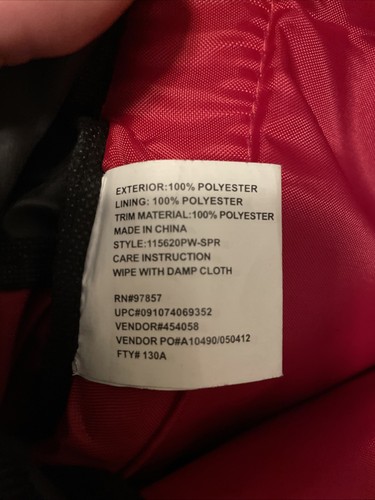 EXTERIOR:100% POLYESTER
LINING: 100% POLYESTER
TRIM MATERIAL:100% POLYESTER
MADE IN CHINA
STYLE:115620PW-SPR
CARE INSTRUCTION
WIPE WITH DAMP CLOTH
RN#97857
UPC#091074069352
VENDOR#454058
VENDOR PO#A10490/050412
FTY# 130A